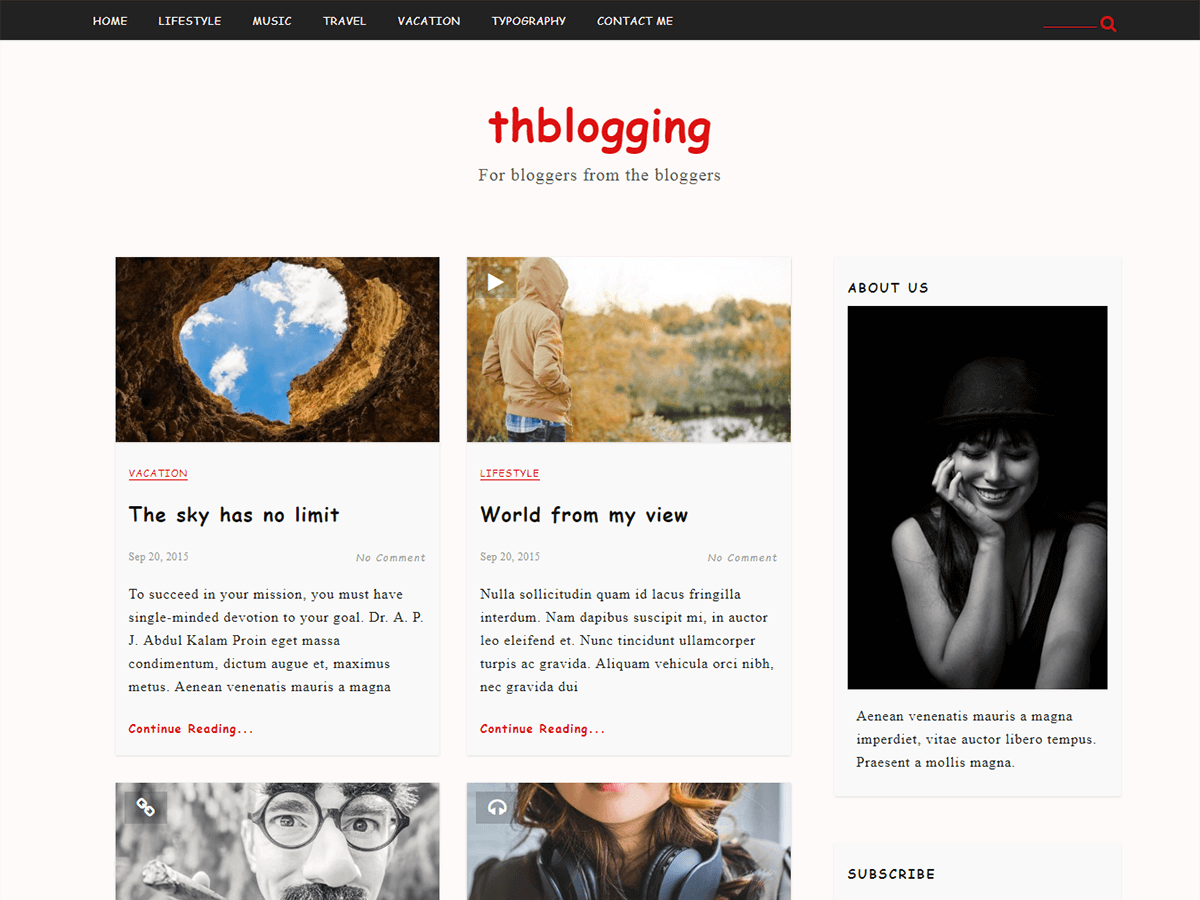 HOME LIFESTYLE MUSIC TRAVEL VACATION TYPOGRAPHY CONTACT ME
thblogging
For bloggers from the bloggers
VACATION
The sky has no limit
Sep 20, 2015 No Comment
To succeed in your mission, you must have
single-minded devotion to your goal. Dr. A. P.
J. Abdul Kalam Proin eget massa
condimentum, dictum augue et, maximus
metus. Aenean venenatis mauris a magna
Continue Reading...
LIFESTYLE
World from my view
Sep 20, 2015 No Comment
Nulla sollicitudin quam id lacus fringilla
interdum. Nam dapibus suscipit mi, in auctor
leo eleifend et. Nunc tincidunt ullamcorper
turpis ac gravida. Aliquam vehicula orci nibh,
nec gravida dui
Continue Reading...
ABOUT US
Aenean venenatis mauris a magna
imperdiet, vitae auctor libero tempus.
Praesent a mollis magna.
SUBSCRIBE